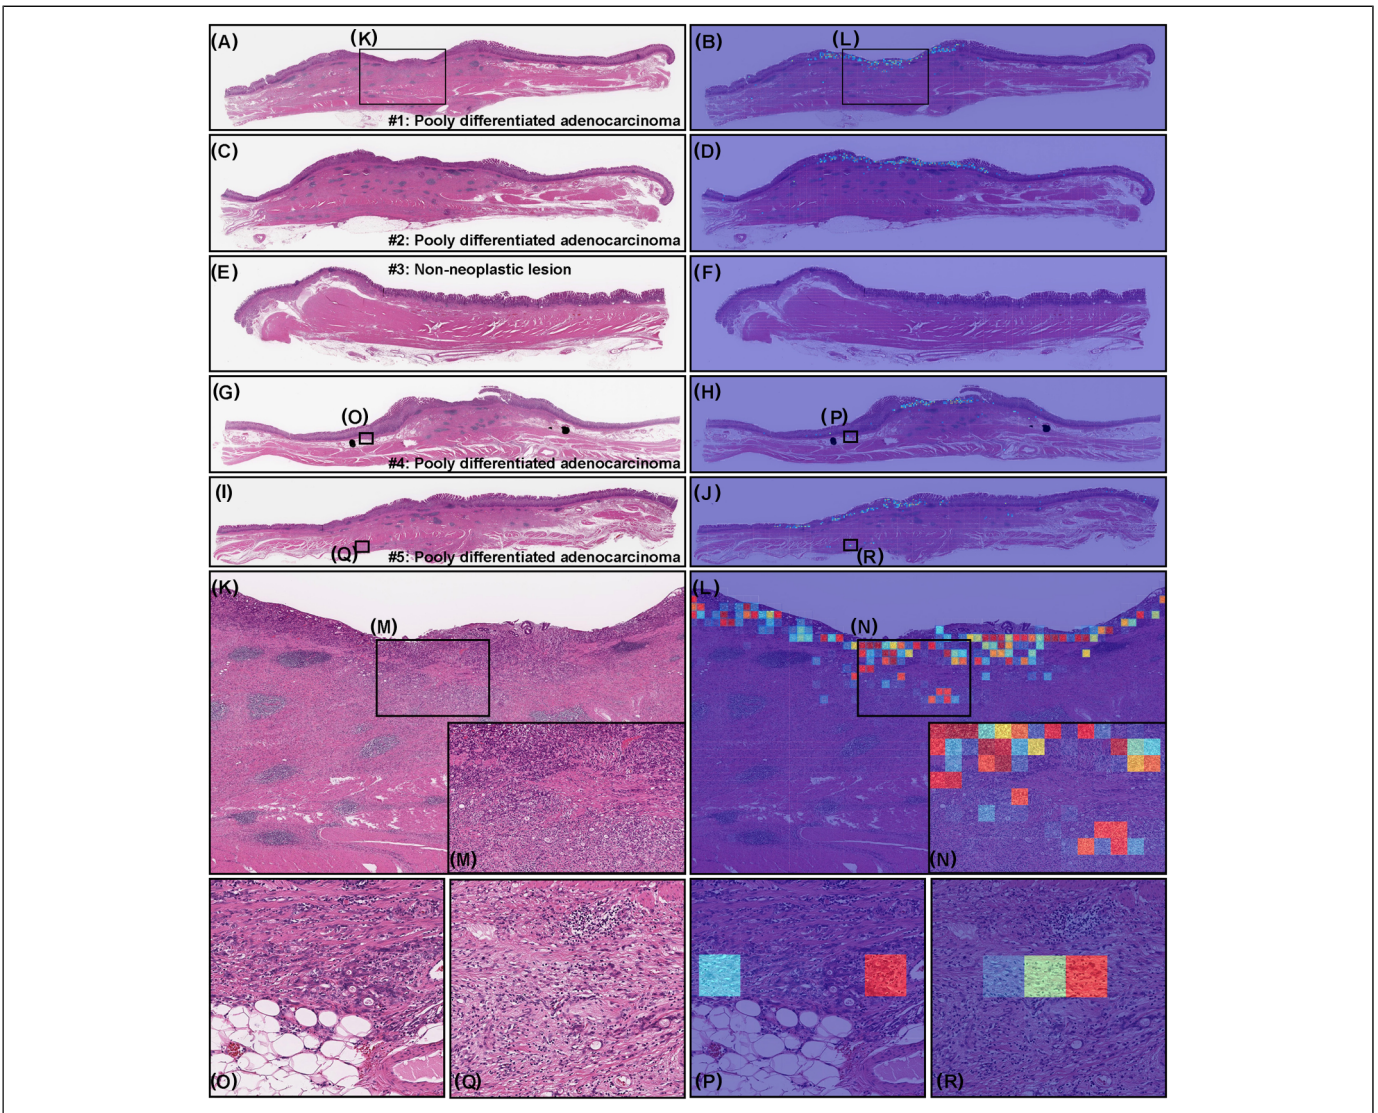 (A)
(K)
#1: Pooly differentiated adenocarcinoma
(B)
(L)
(C)
#2: Pooly differentiated adenocarcinoma
(D)
(E)
#3: Non-neoplastic lesion
(F)
(G)
(O)
#4: Pooly differentiated adenocarcinoma
(H)
(P)
(I)
(Q)
#5: Pooly differentiated adenocarcinoma
(J)
(R)
(K)
(M)
(M)
(L)
(N)
(N)
(O)
(Q)
(P)
(R)